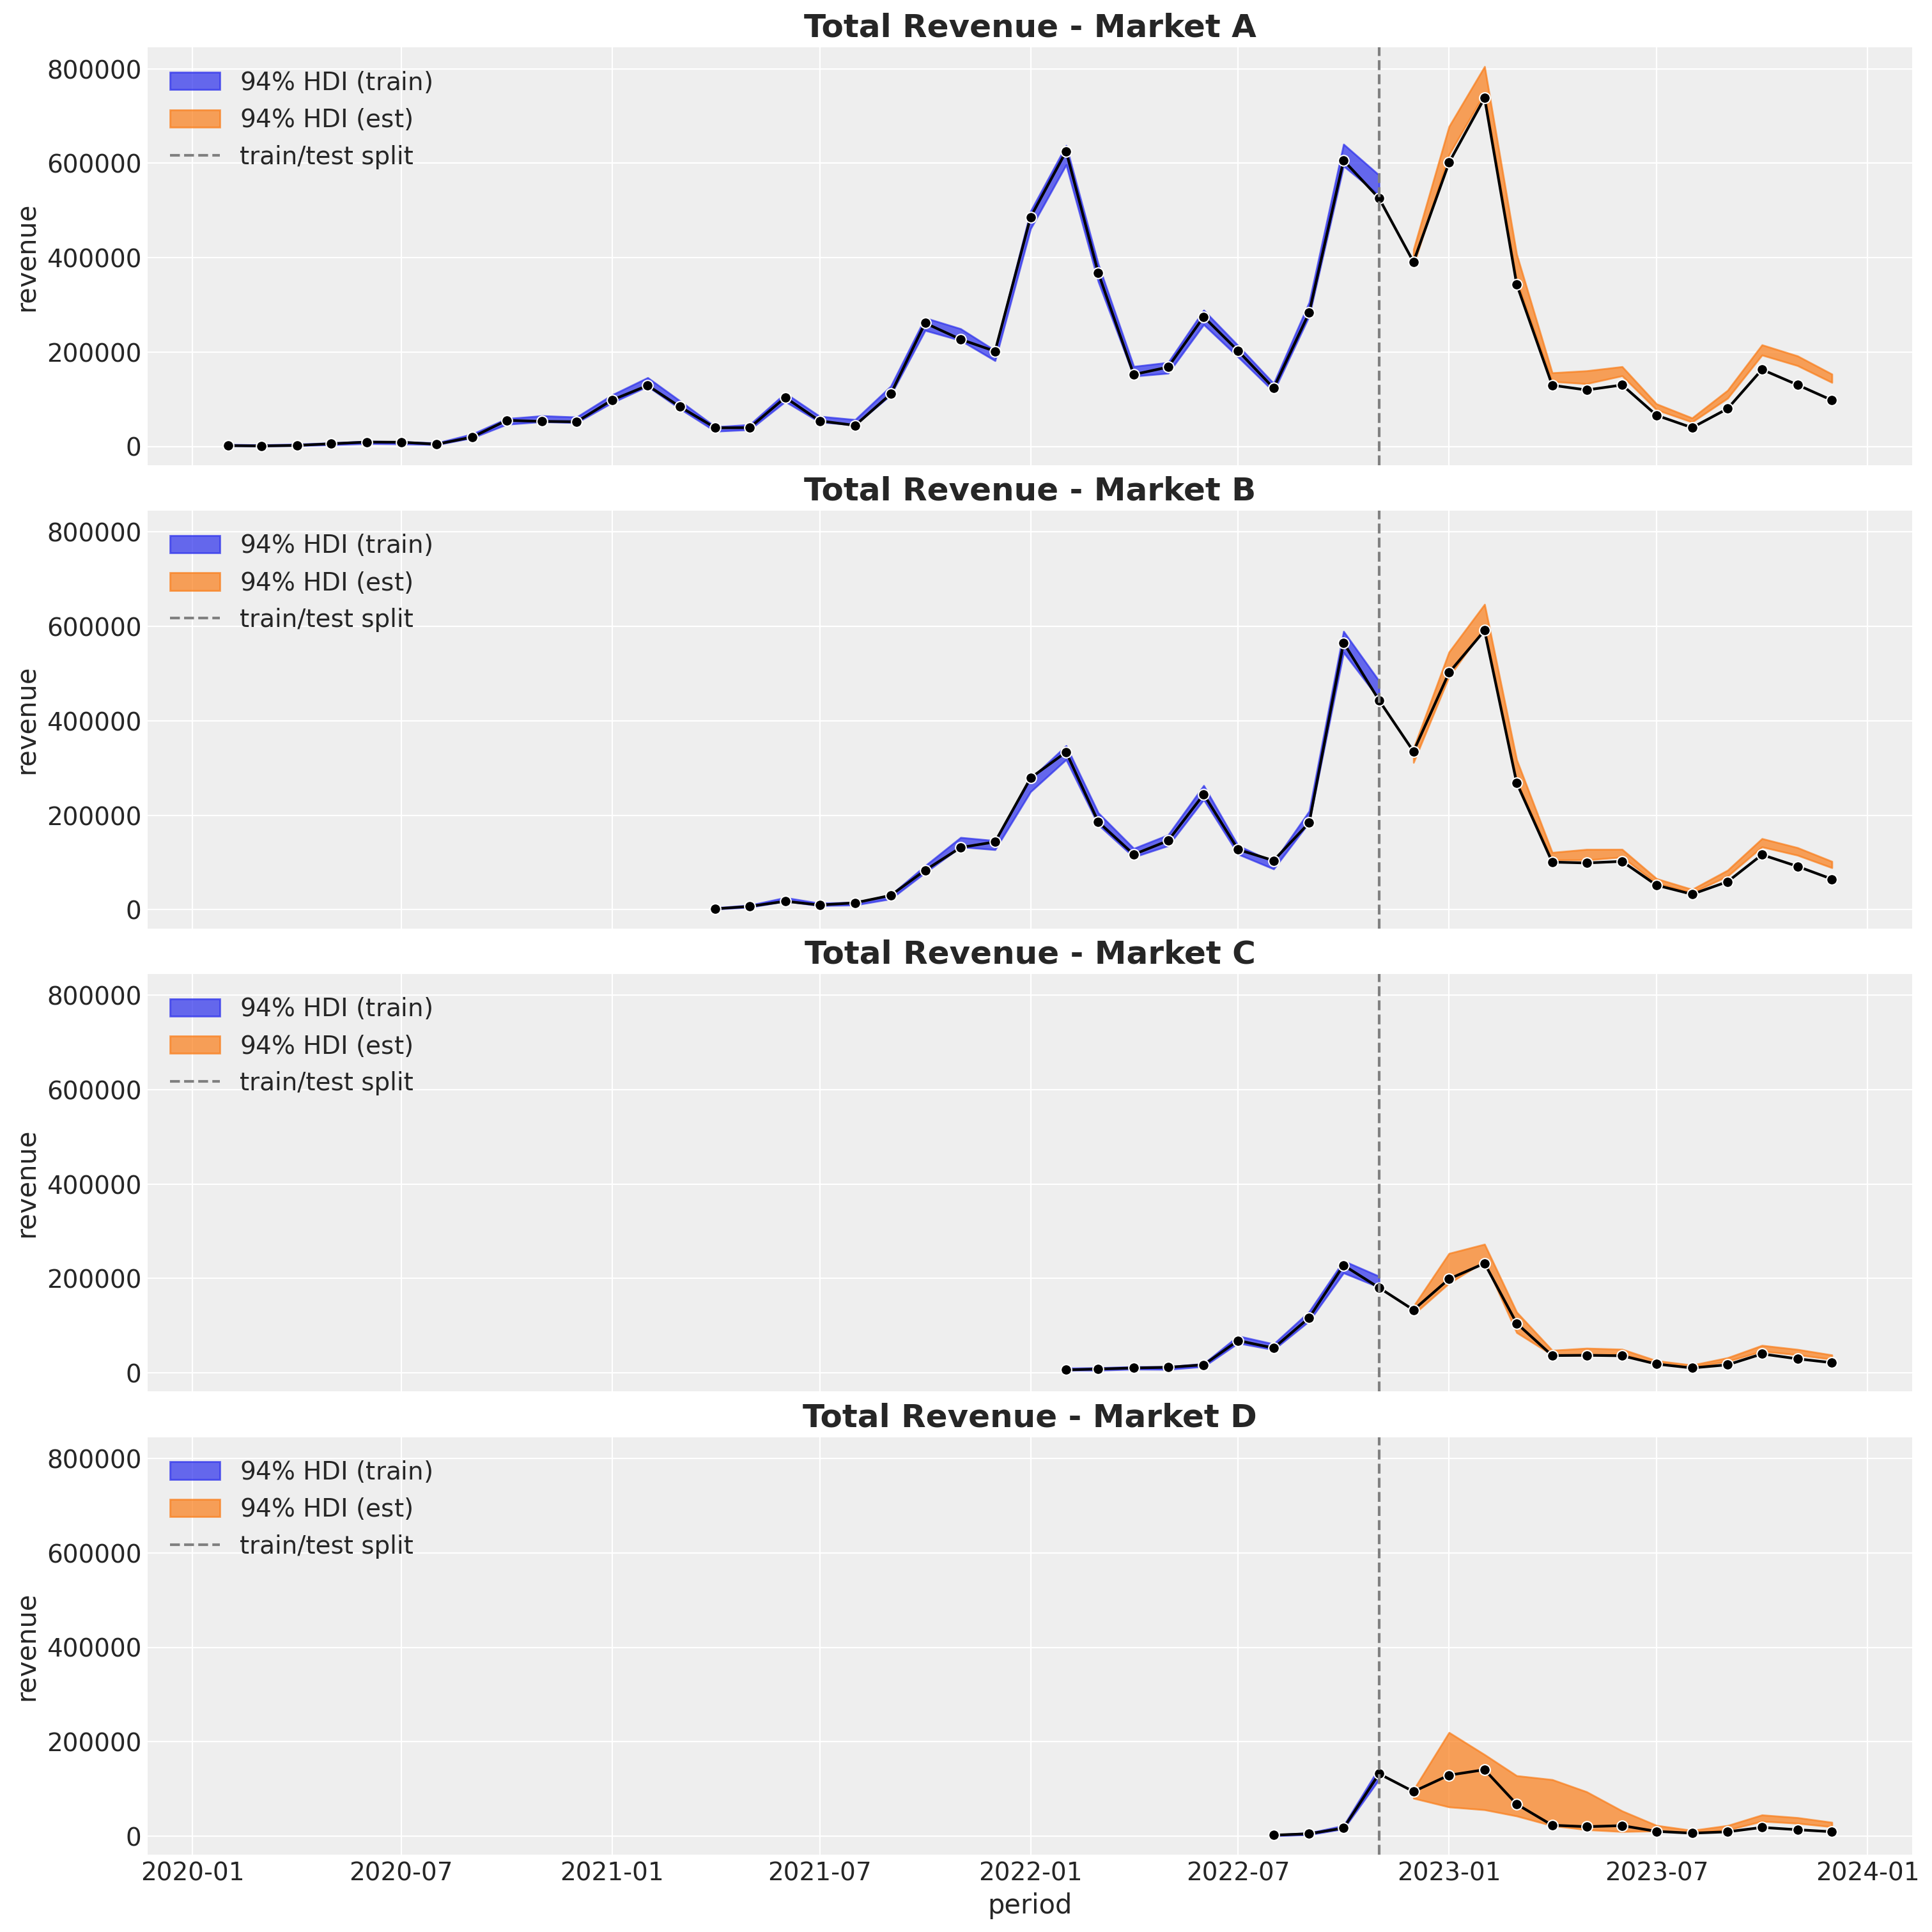 Total Revenue - Market A
800000
600000
400000
200000
0
revenue
94% HDI (train)
94% HDI (est)
train/test split
Total Revenue - Market B
800000
600000
400000
200000
0
revenue
94% HDI (train)
94% HDI (est)
train/test split
Total Revenue - Market C
800000
600000
400000
200000
0
revenue
94% HDI (train)
94% HDI (est)
train/test split
Total Revenue - Market D
800000
600000
400000
200000
0
revenue
94% HDI (train)
94% HDI (est)
train/test split
2020-01 2020-07 2021-01 2021-07 2022-01 2022-07 2023-01 2023-07 2024-01
period